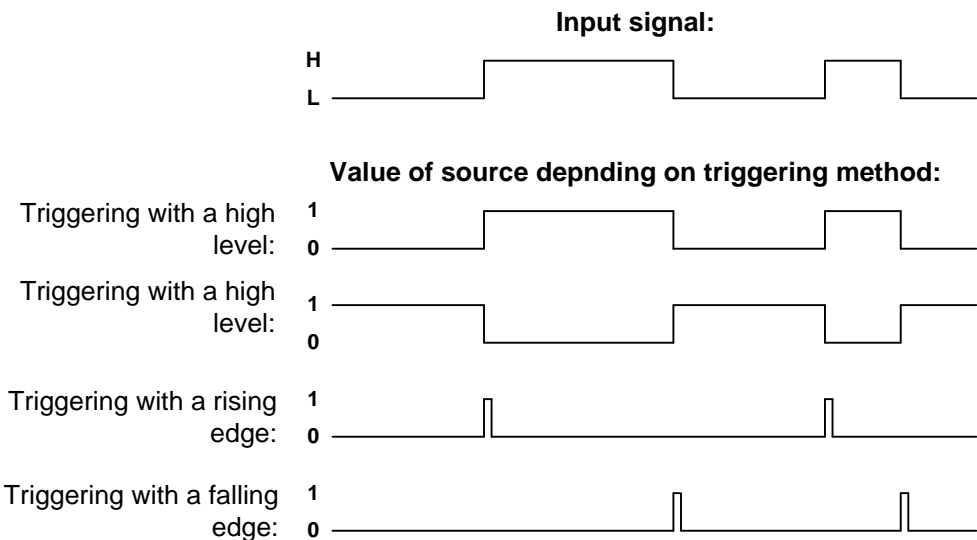 Input signal:
H
L
Value of source depnding on triggering method:
Triggering with a high
level:
1
0
Triggering with a high
level:
1
0
Triggering with a rising
edge:
1
0
Triggering with a falling
edge:
1
0